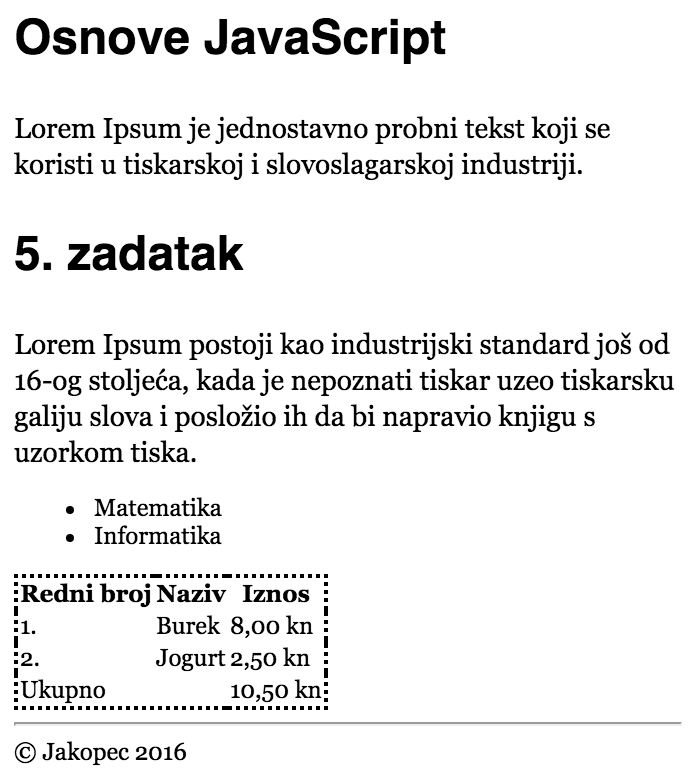 Osnove JavaScript
Lorem Ipsum je jednostavno probni tekst koji se
koristi u tiskarskoj i slovoslagarskoj industriji.
5. zadatak
Lorem Ipsum postoji kao industrijski standard još od
16-og stoljeća, kada je nepoznati tiskar uzeo tiskarsku
galiju slova i posložio ih da bi napravio knjigu s
uzorkom tiska.
• Matematika
• Informatika
Redni broj Naziv Iznos
1. Burek 8,00 kn
2. Jogurt 2,50 kn
Ukupno 10,50 kn
© Jakopec 2016